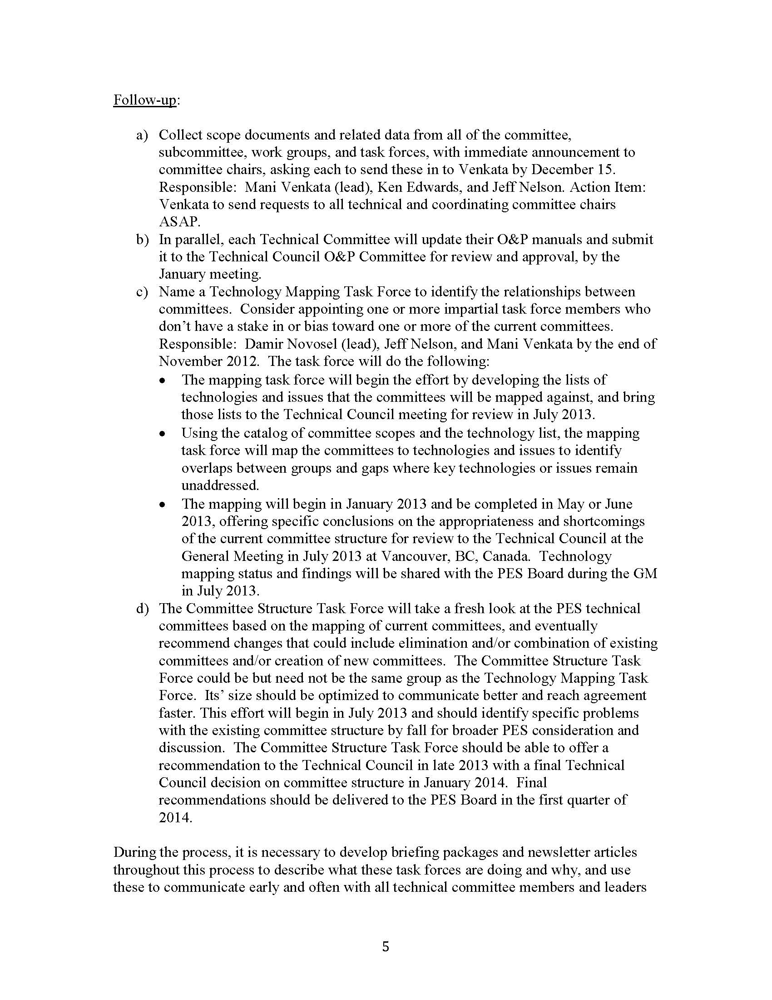 Follow-up:
a) Collect scope documents and related data from all of the committee,
subcommittee, work groups, and task forces, with immediate announcement to
committee chairs, asking each to send these in to Venkata by December 15.
Responsible:  Mani Venkata (lead), Ken Edwards, and Jeff Nelson. Action Item:
Venkata to send requests to all technical and coordinating committee chairs
ASAP.
b) In parallel, each Technical Committee will update their O&P manuals and submit
it to the Technical Council O&P Committee for review and approval, by the
January meeting.
c) Name a Technology Mapping Task Force to identify the relationships between
committees.  Consider appointing one or more impartial task force members who
don’t have a stake in or bias toward one or more of the current committees.
Responsible:  Damir Novosel (lead), Jeff Nelson, and Mani Venkata by the end of
November 2012.  The task force will do the following:
• The mapping task force will begin the effort by developing the lists of
technologies and issues that the committees will be mapped against, and bring
those lists to the Technical Council meeting for review in July 2013.
• Using the catalog of committee scopes and the technology list, the mapping
task force will map the committees to technologies and issues to identify
overlaps between groups and gaps where key technologies or issues remain
unaddressed.
• The mapping will begin in January 2013 and be completed in May or June
2013, offering specific conclusions on the appropriateness and shortcomings
of the current committee structure for review to the Technical Council at the
General Meeting in July 2013 at Vancouver, BC, Canada.  Technology
mapping status and findings will be shared with the PES Board during the GM
in July 2013.
d) The Committee Structure Task Force will take a fresh look at the PES technical
committees based on the mapping of current committees, and eventually
recommend changes that could include elimination and/or combination of existing
committees and/or creation of new committees.  The Committee Structure Task
Force could be but need not be the same group as the Technology Mapping Task
Force.  Its’ size should be optimized to communicate better and reach agreement
faster. This effort will begin in July 2013 and should identify specific problems
with the existing committee structure by fall for broader PES consideration and
discussion.  The Committee Structure Task Force should be able to offer a
recommendation to the Technical Council in late 2013 with a final Technical
Council decision on committee structure in January 2014.  Final
recommendations should be delivered to the PES Board in the first quarter of
2014.
During the process, it is necessary to develop briefing packages and newsletter articles
throughout this process to describe what these task forces are doing and why, and use
these to communicate early and often with all technical committee members and leaders
5